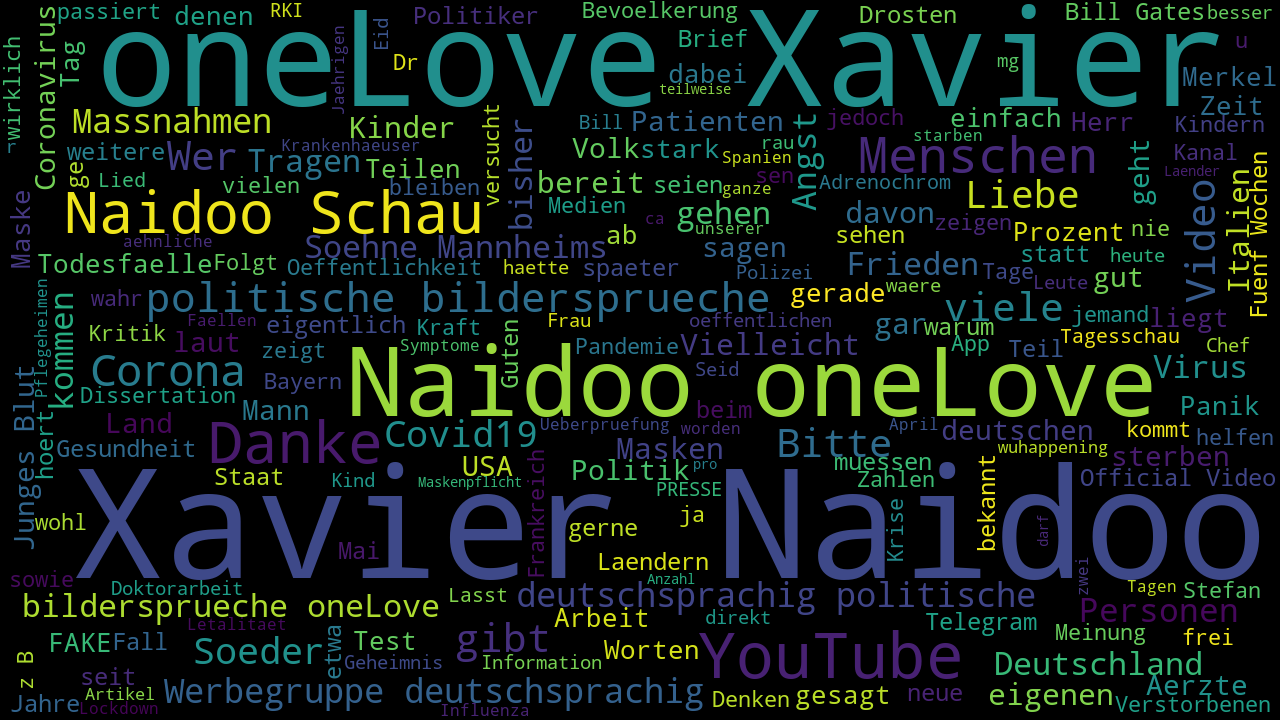 passiert denen RKI Politiker Bevoelkerung Drosten Bill Gates besser
oneLove Xavier
wirklich Coronavirus Tag Jaehrigen Eid Dr Brief dabei teilweise mg u Merkel
Massnahmen Kinder versucht Bill Patienten Angst jedoch einfach starben Herr Zeit Kindern
weitere Wer Tragen Krankenhaeuser Teilen bisher Volk stark rau Spanien Menschen geht Kanal Laender
ge Lied vielen bleiben bereit seien ganze sen Adrenochrom Liebe Video Italien Fuenf Wochen
Maske Naidoo Schau Medien ca gehen unserer davon zeigen Prozent nie
aehnliche Soehne Mannheims ab sagen sehen Frieden statt heute
Todesfaelle Folgt Oeffentlichkeit haette spaeter Polizei Tage Leute gut
Pflegeheimen kommen wahr politische bildersprueche gerade waere viele jemand liegt
Kritik Faellen eigentlich Kraft Frau oeffentlichen gar warum Tagesschau
laut zeigt Symptome Guten Pandemie Vielleicht App Teil Chef
Corona Bayern Naidoo oneLove Seid Virus
Junges Blut Dissertation Mann beim Panik
hoert Land Danke Covid19 Ueberpruefung worden April deutschen kommt helfen
Gesundheit Masken Bitte wuhappening sterben
Staat Kind USA Politik pro muessen Official Video
Maskenpflicht Frankreich PRESSE Zahlen bekannt
wohl Xavier Naidoo gerne ja Krise darf
Mai Laendern zwei
sowie Doktorarbeit Anzahl Tagen Stefan
bildersprueche oneLove Lasst deutschsprachig politische Personen
Letalitaet Arbeit direkt Telegram Meinung frei
FAKE Fall Soeder etwa Test gibt Worten YouTube Deutschland
z B seit Geheimnis Information Aerzte
Jahre Artikel Lockdown Werbegruppe deutschsprachig Influenza Denken gesagt neue eigenen Verstorbenen